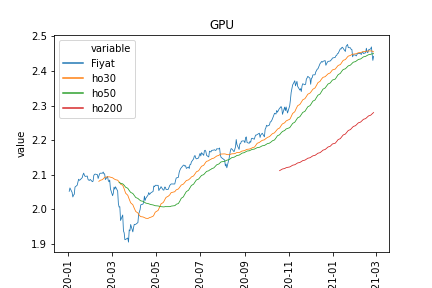 GPU
variable
Fiyat
ho30
ho50
ho200
value
2.5
2.4
2.3
2.2
2.1
2.0
1.9
20-01
20-03
20-05
20-07
20-09
20-11
21-01
21-03